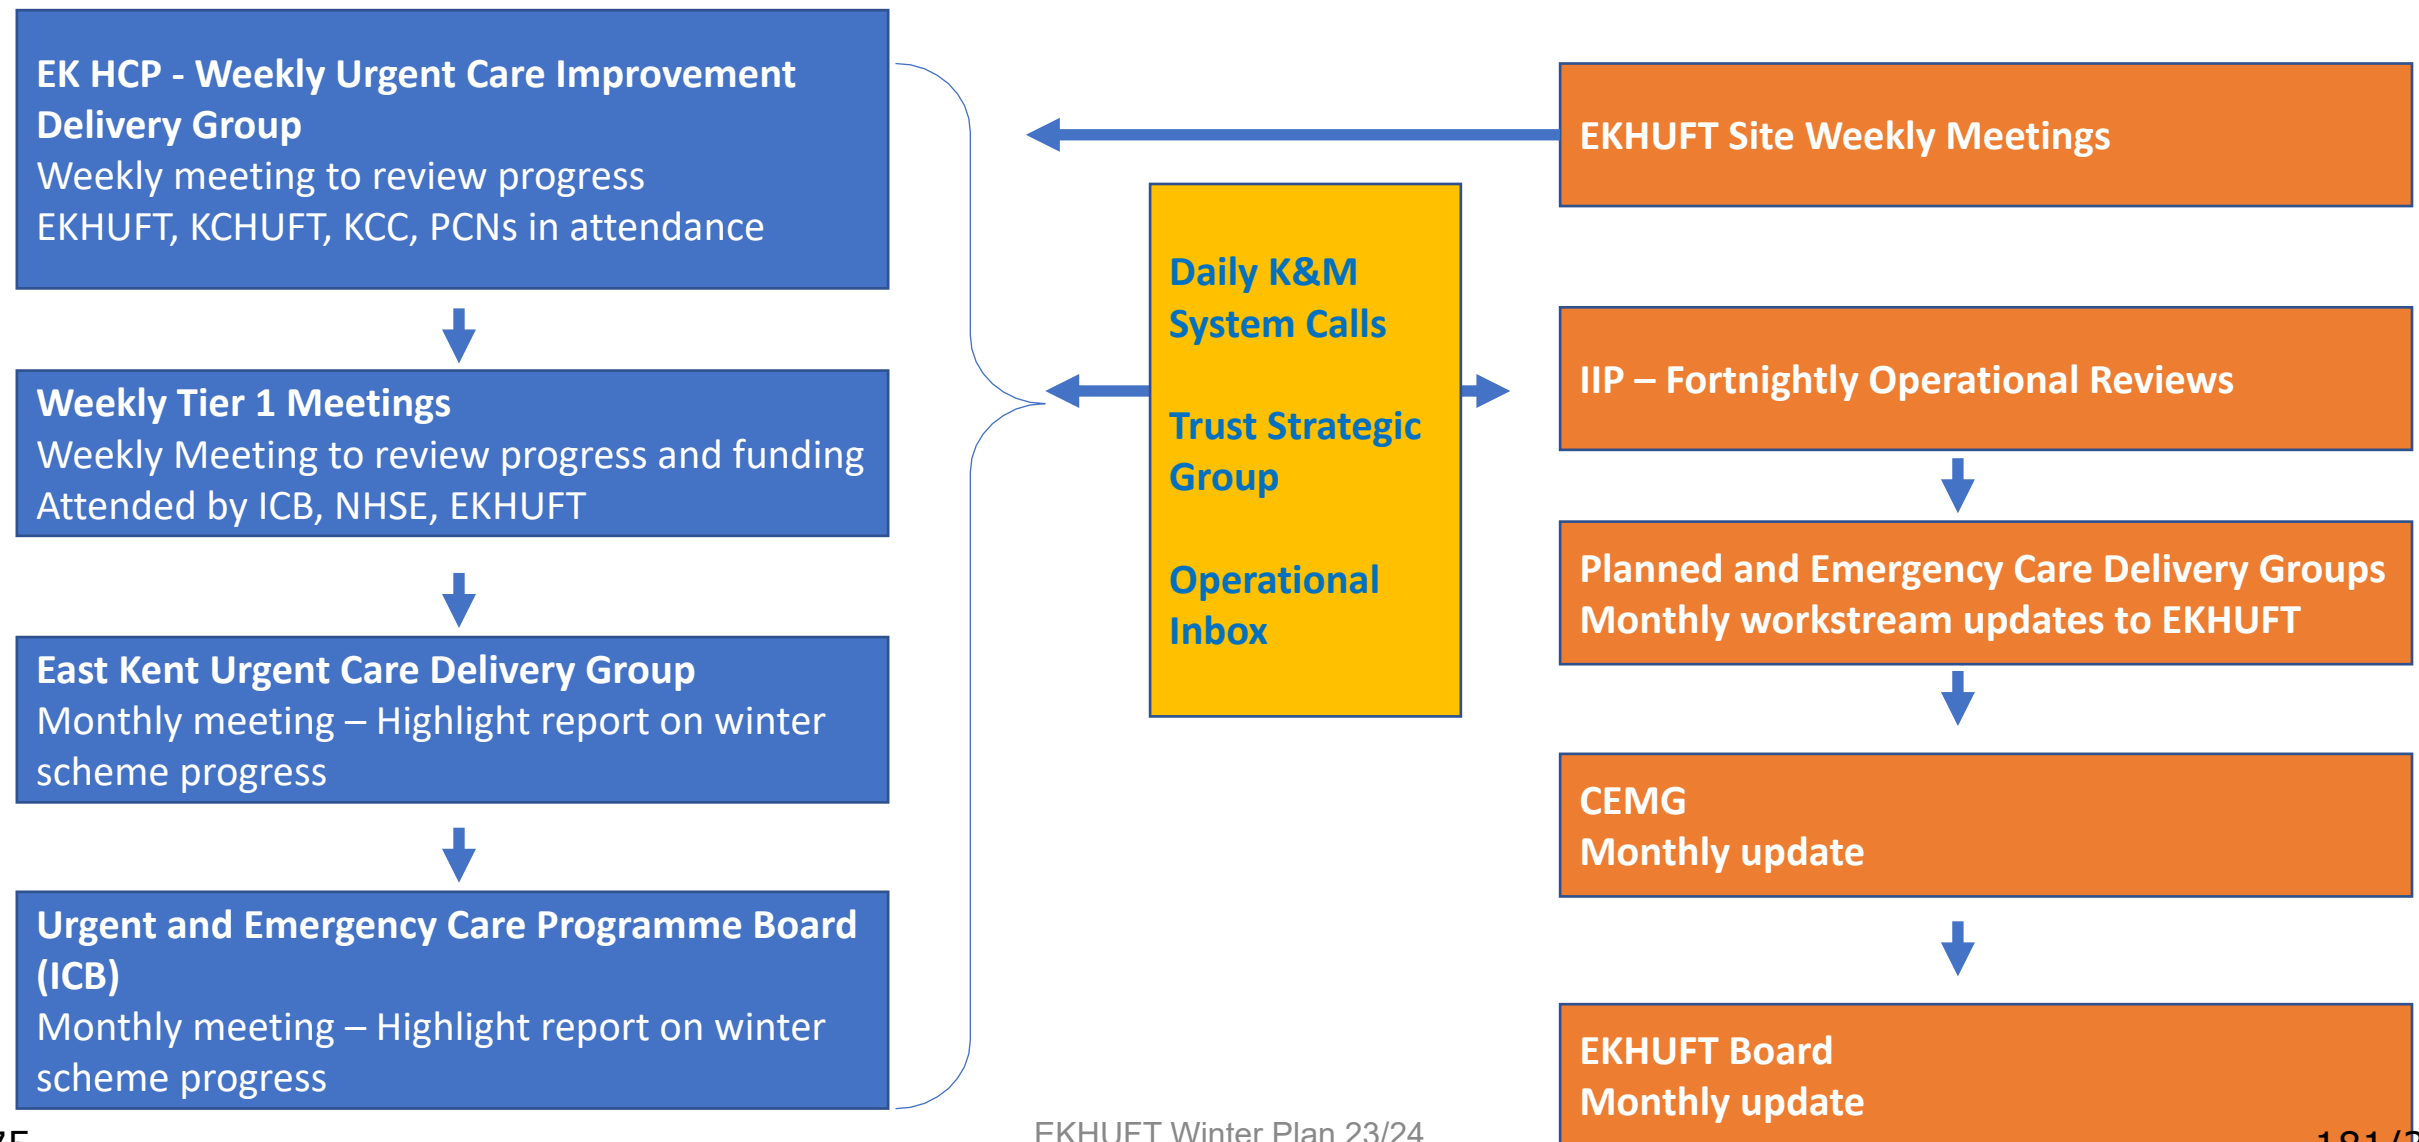 EK HCP - Weekly Urgent Care Improvement
Delivery Group
Weekly meeting to review progress
EKHUFT, KCHUFT, KCC, PCNs in attendance
Weekly Tier 1 Meetings
Weekly Meeting to review progress and funding
Attended by ICB, NHSE, EKHUFT
East Kent Urgent Care Delivery Group
Monthly meeting – Highlight report on winter
scheme progress
Urgent and Emergency Care Programme Board
(ICB)
Monthly meeting – Highlight report on winter
scheme progress
Daily K&M
System Calls
Trust Strategic
Group
Operational
Inbox
EKHUFT Site Weekly Meetings
IIP – Fortnightly Operational Reviews
Planned and Emergency Care Delivery Groups
Monthly workstream updates to EKHUFT
CEMG
Monthly update
EKHUFT Board
Monthly update
EKHUFT Winter Plan 23/24